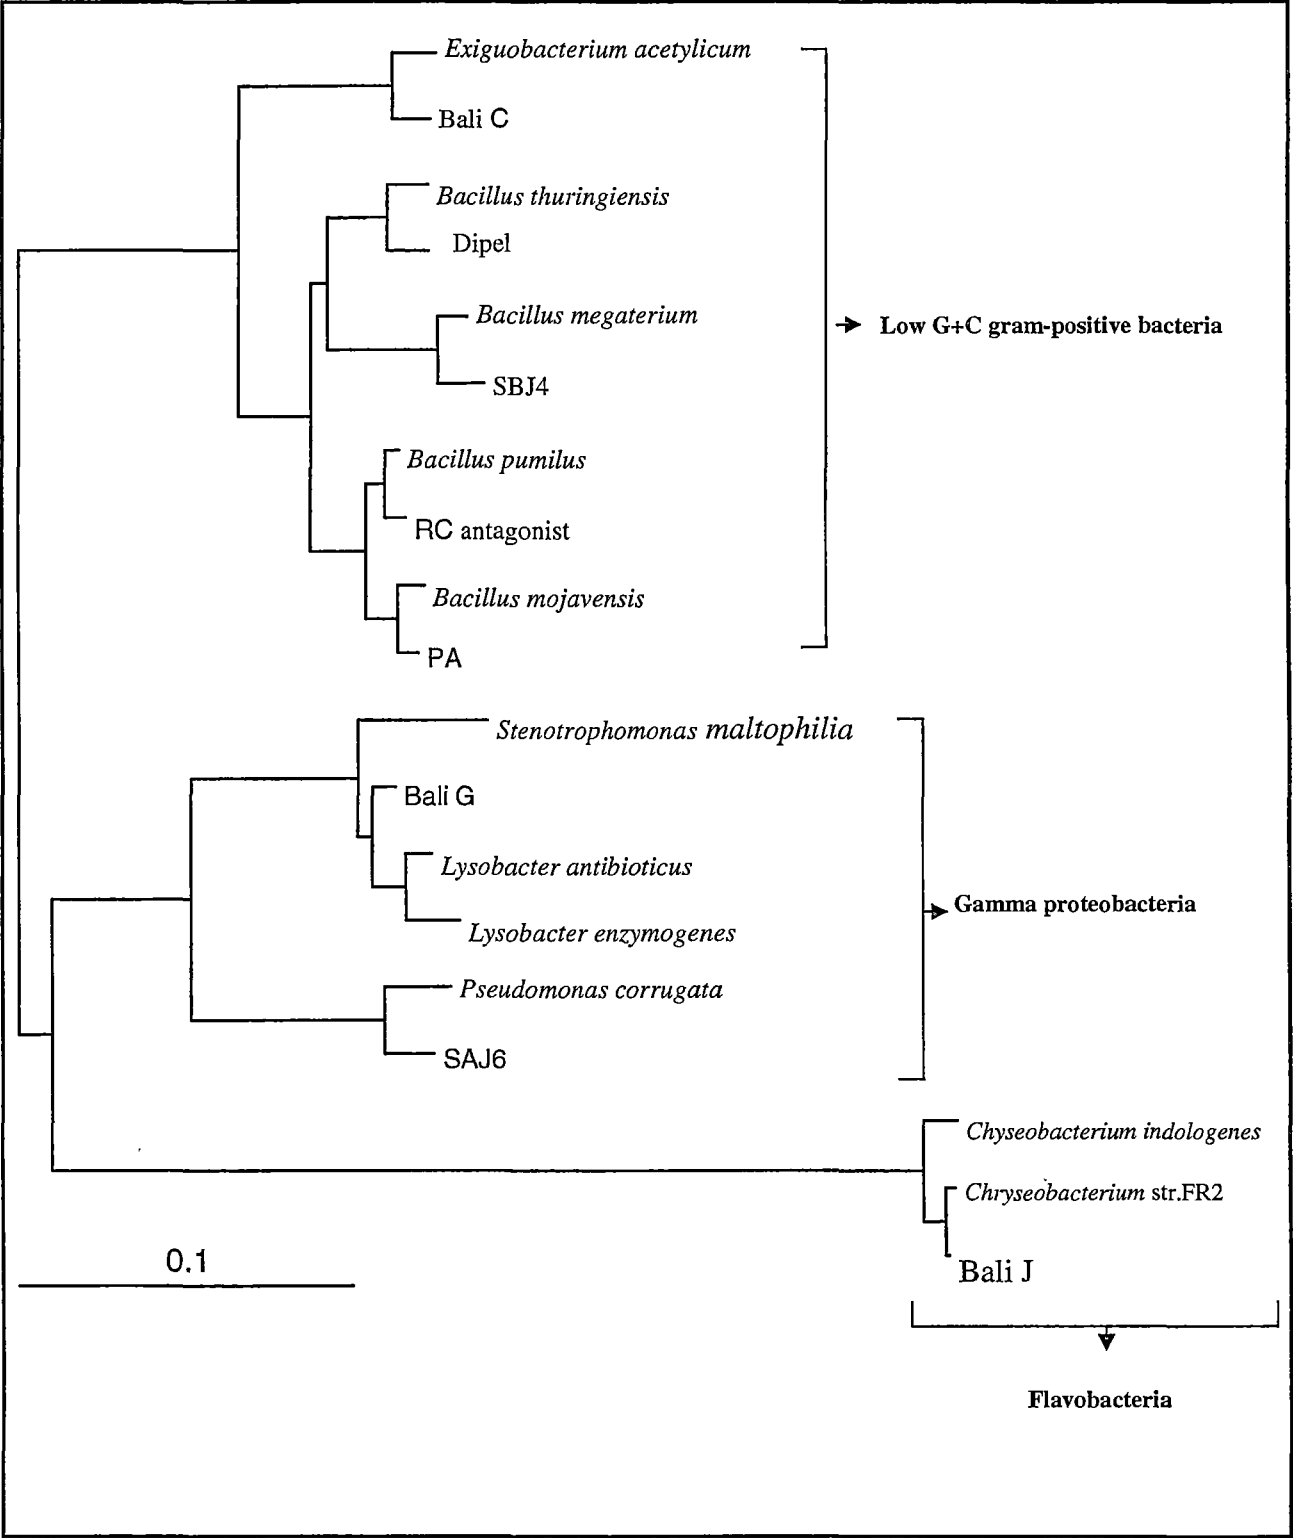 Exiguobacterium acetylicum
Bali C
Bacillus thuringiensis
Dipel
Bacillus megaterium
Low G+C gram-positive bacteria
SBJ4
Bacillus pumilus
RC antagonist
Bacillus mojavensis
PA
Stenotrophomonas maltophilia
Bali G
Lysobacter antibioticus
Gamma proteobacteria
Lysobacter enzymogenes
Pseudomonas corrugata
SAJ6
Chyseobacterium indologenes
Chryseobacterium str.FR2
0.1
Bali J
Flavobacteria